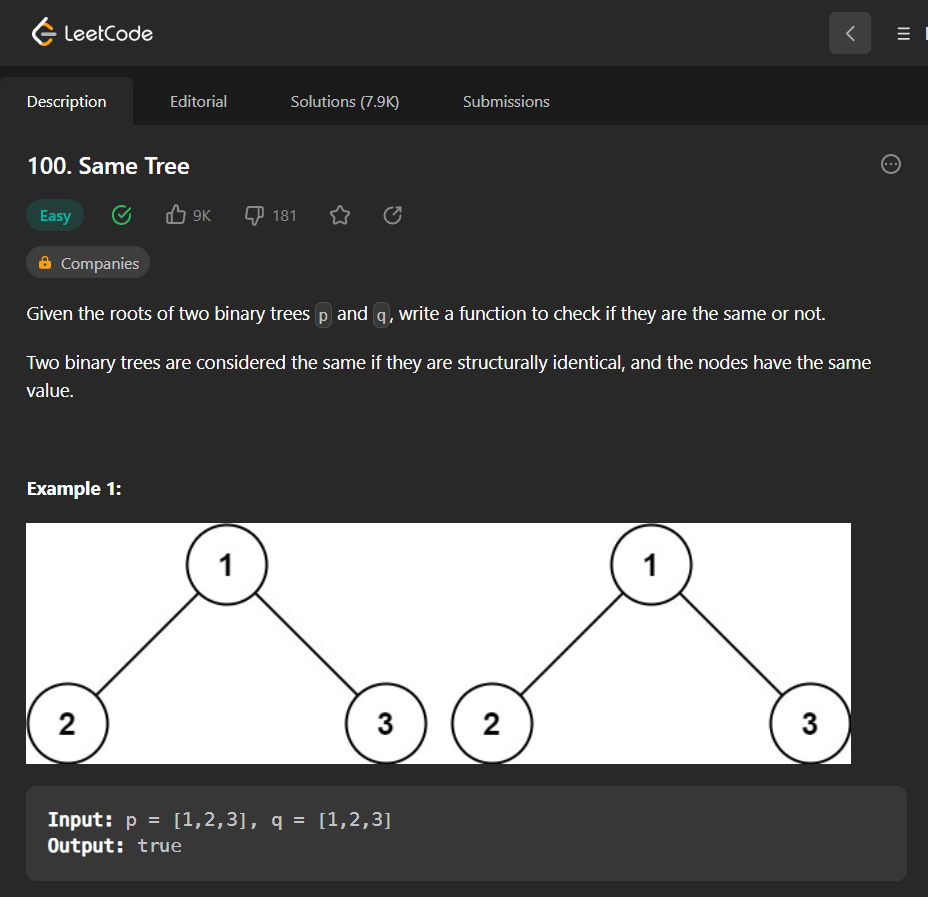 LeetCode
Description Editorial Solutions (7.9K) Submissions
100. Same Tree
Easy 9K 181
Companies
Given the roots of two binary trees p and q, write a function to check if they are the same or not.
Two binary trees are considered the same if they are structurally identical, and the nodes have the same
value.
Example 1:
1 1
2 3 2 3
Input: p = [1,2,3], q = [1,2,3]
Output: true